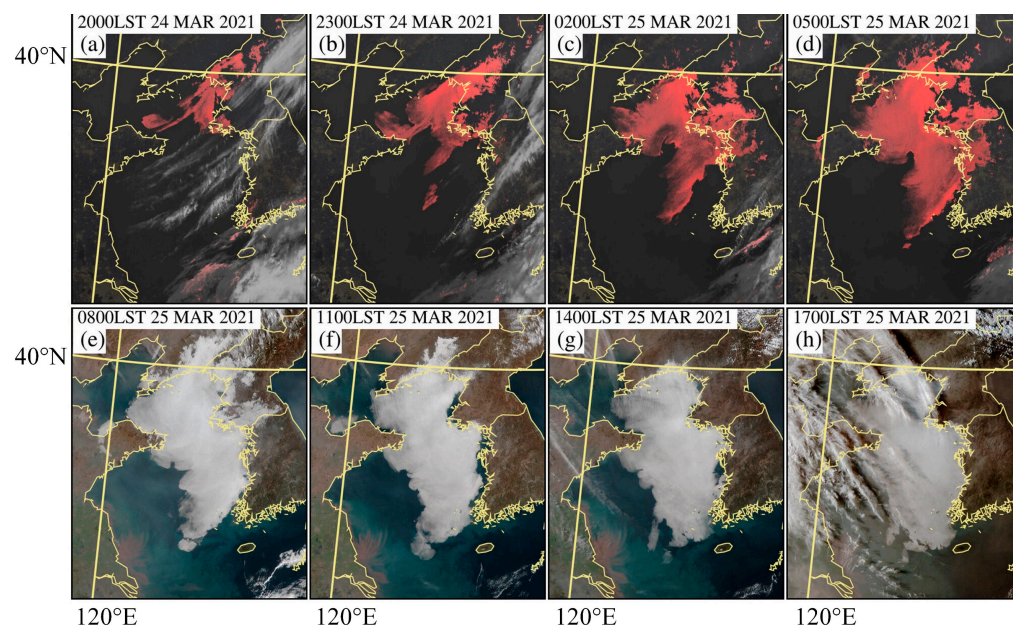 2000LST 24 MAR 2021
2300LST 24 MAR 2021
0200LST 25 MAR 2021
0500LST 25 MAR 2021
(a)
(b)
(c)
(d)
40°N
0800LST 25 MAR 2021
1100LST 25 MAR 2021
1400LST 25 MAR 2021
1700LST 25 MAR 2021
(e)
(f)
(g)
(h)
40°N
120°E
120°E
120°E
120°E